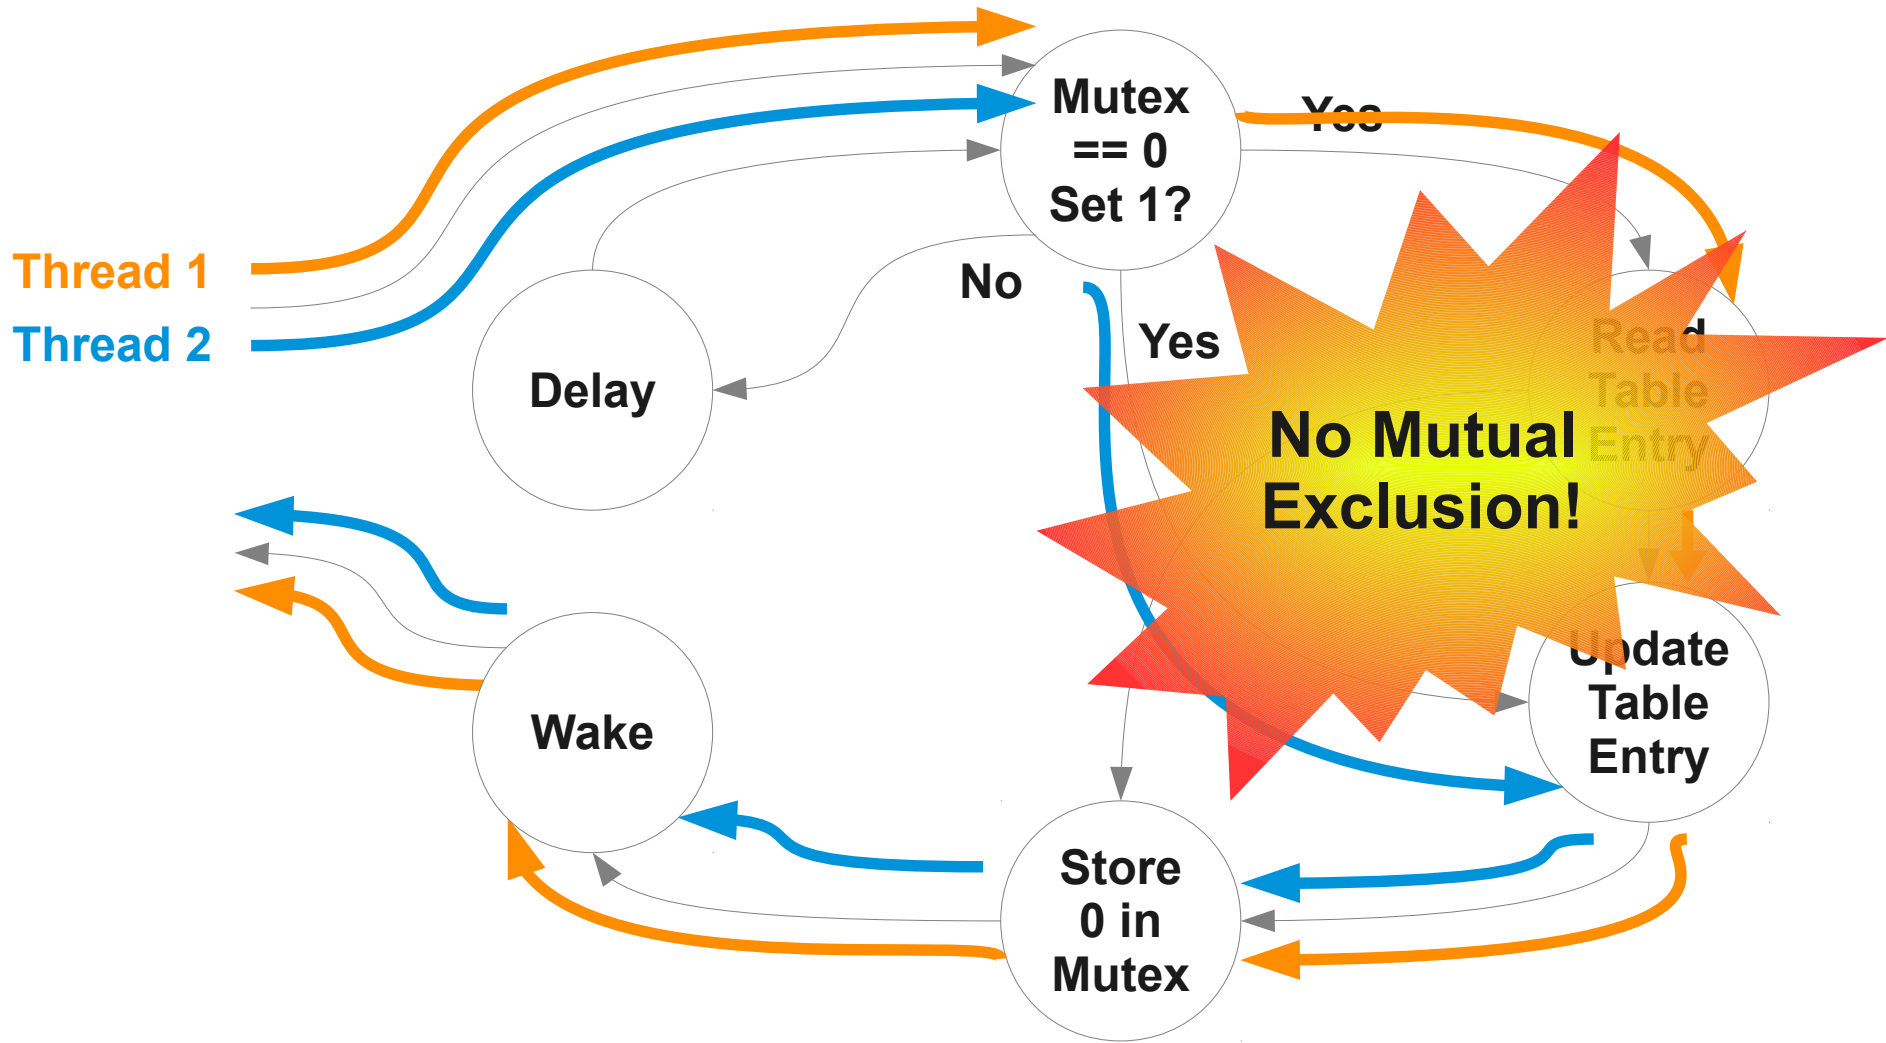 Mutex
== 0
Set 1?
Yes
Thread 1
Thread 2
No
Yes
Delay
Read
Table
Entry
No Mutual
Exclusion!
Update
Table
Entry
Wake
Store
0 in
Mutex